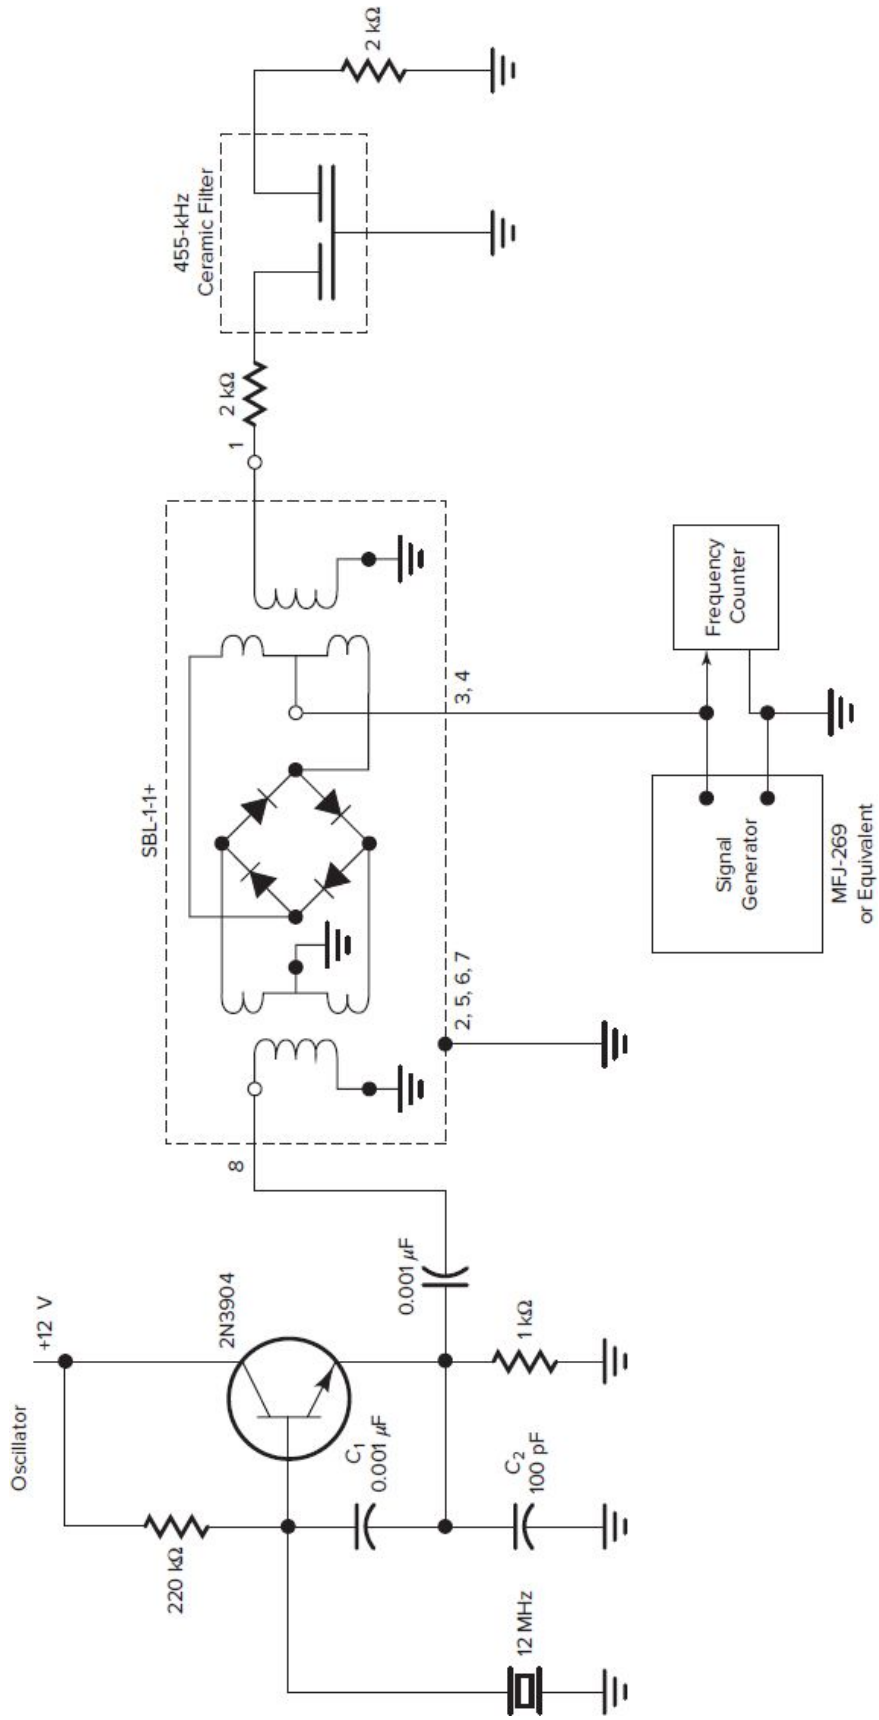 Oscillator
+12 V
220 kΩ
2N3904
C1
0.001 μF
0.001 μF
C2
100 pF
1 kΩ
12 MHz
8
SBL-1-1+
2, 5, 6, 7
3, 4
1
2 kΩ
455-kHz
Ceramic Filter
2 kΩ
Signal
Generator
MFJ-269
or Equivalent
Frequency
Counter